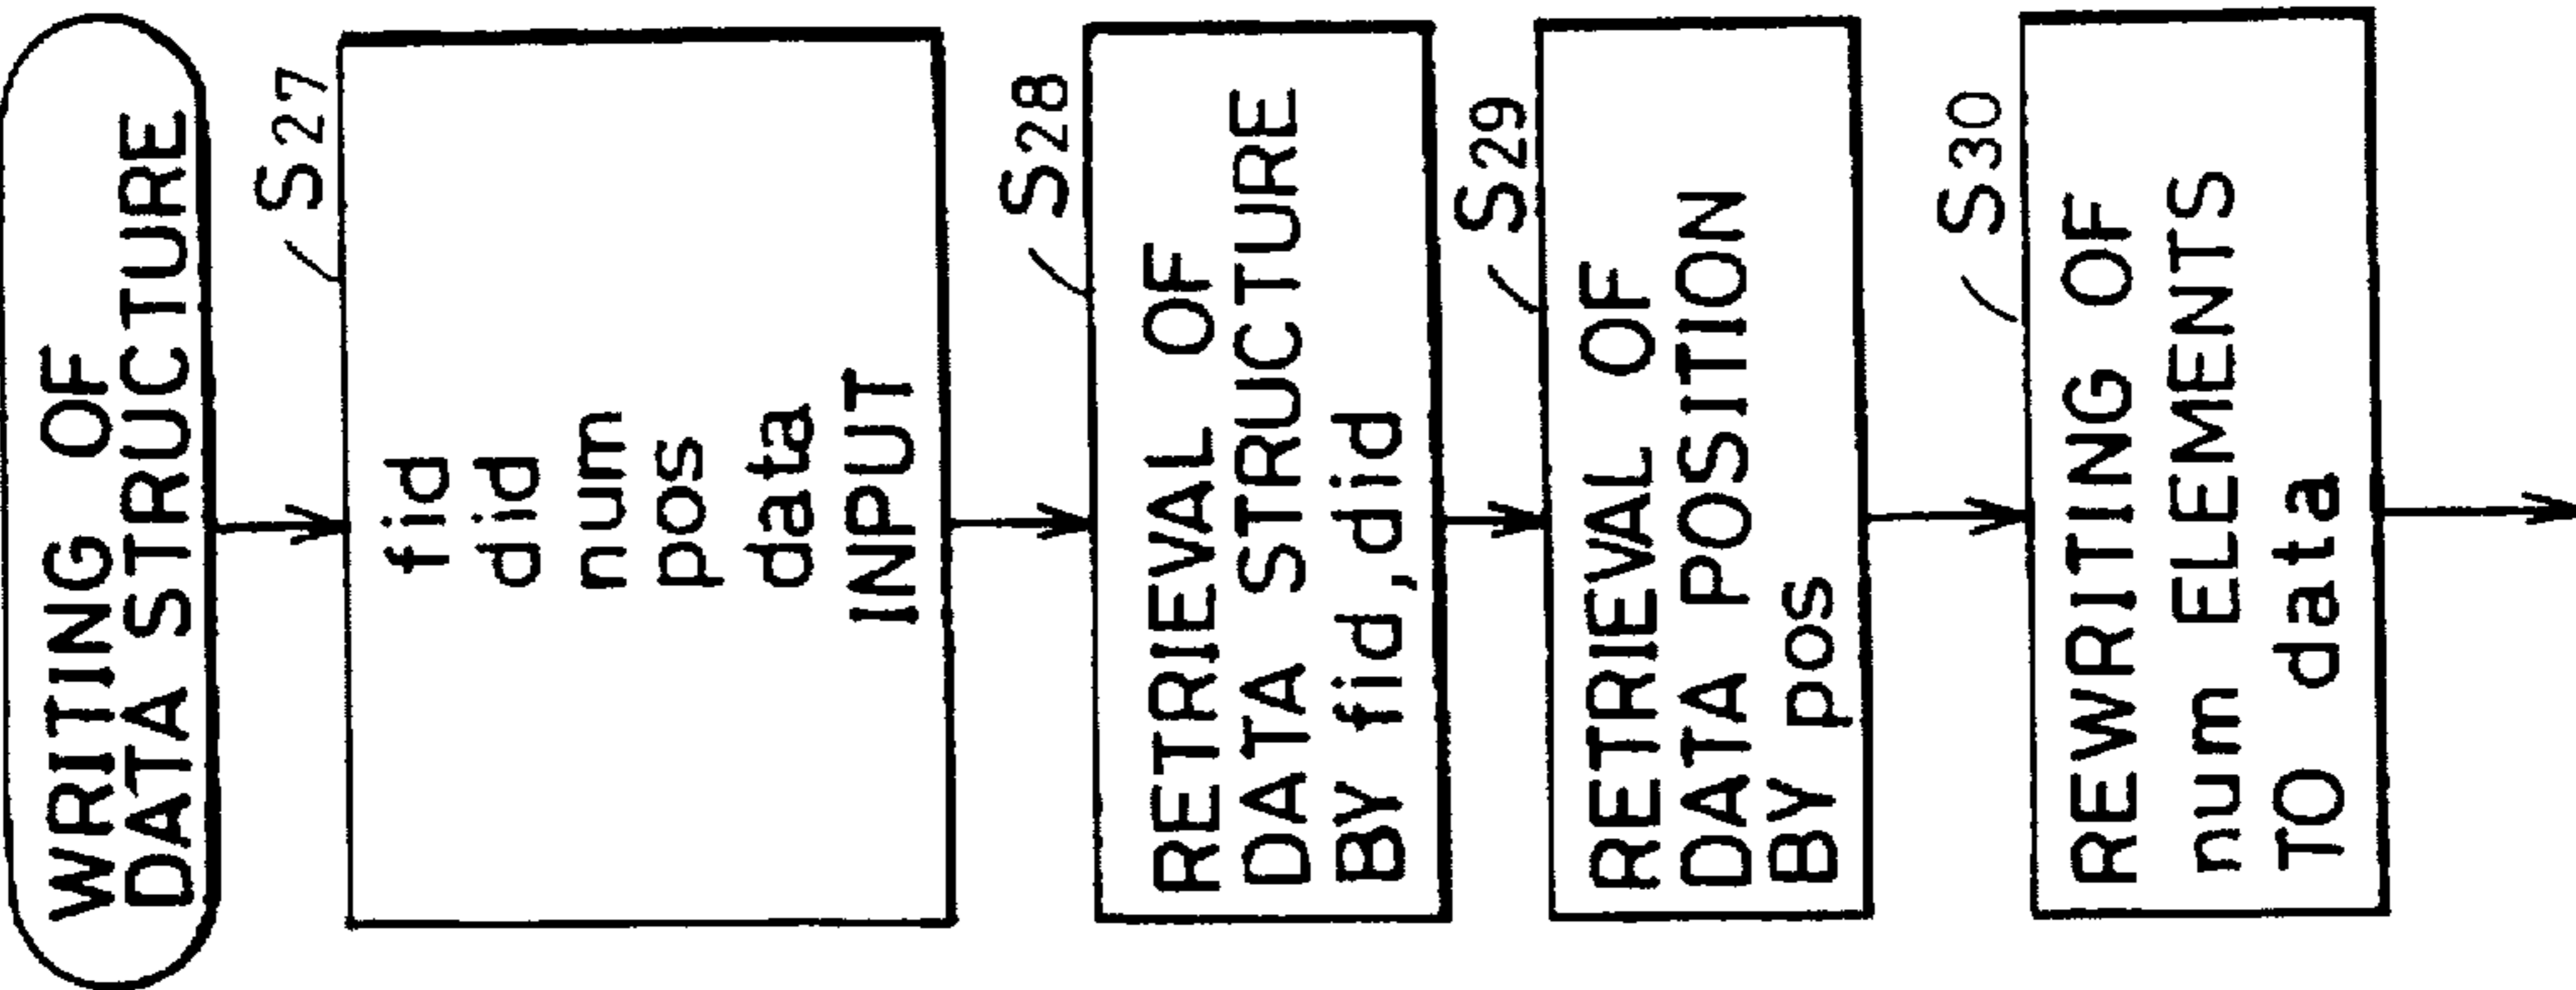 WRITING OF
DATA STRUCTURE
S27
fid
did
num
pos
data
INPUT
S28
RETRIEVAL OF
DATA STRUCTURE
BY fid,did
S29
RETRIEVAL OF
DATA POSITION
BY pos
S30
REWRITING OF
num ELEMENTS
TO data